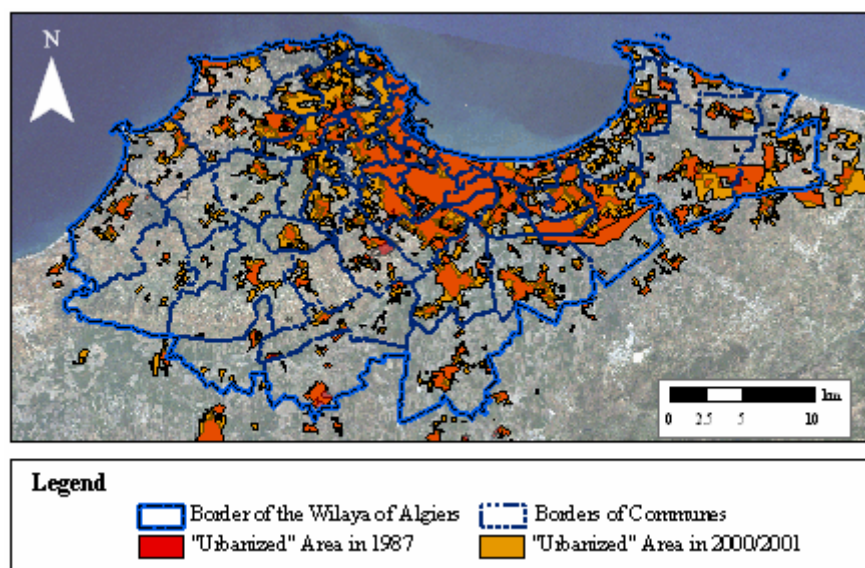 N
km
0 2.5 5 10
Legend
Border of the Wilaya of Algiers Borders of Communes
"Urbanized" Area in 1987 "Urbanized" Area in 2000/2001